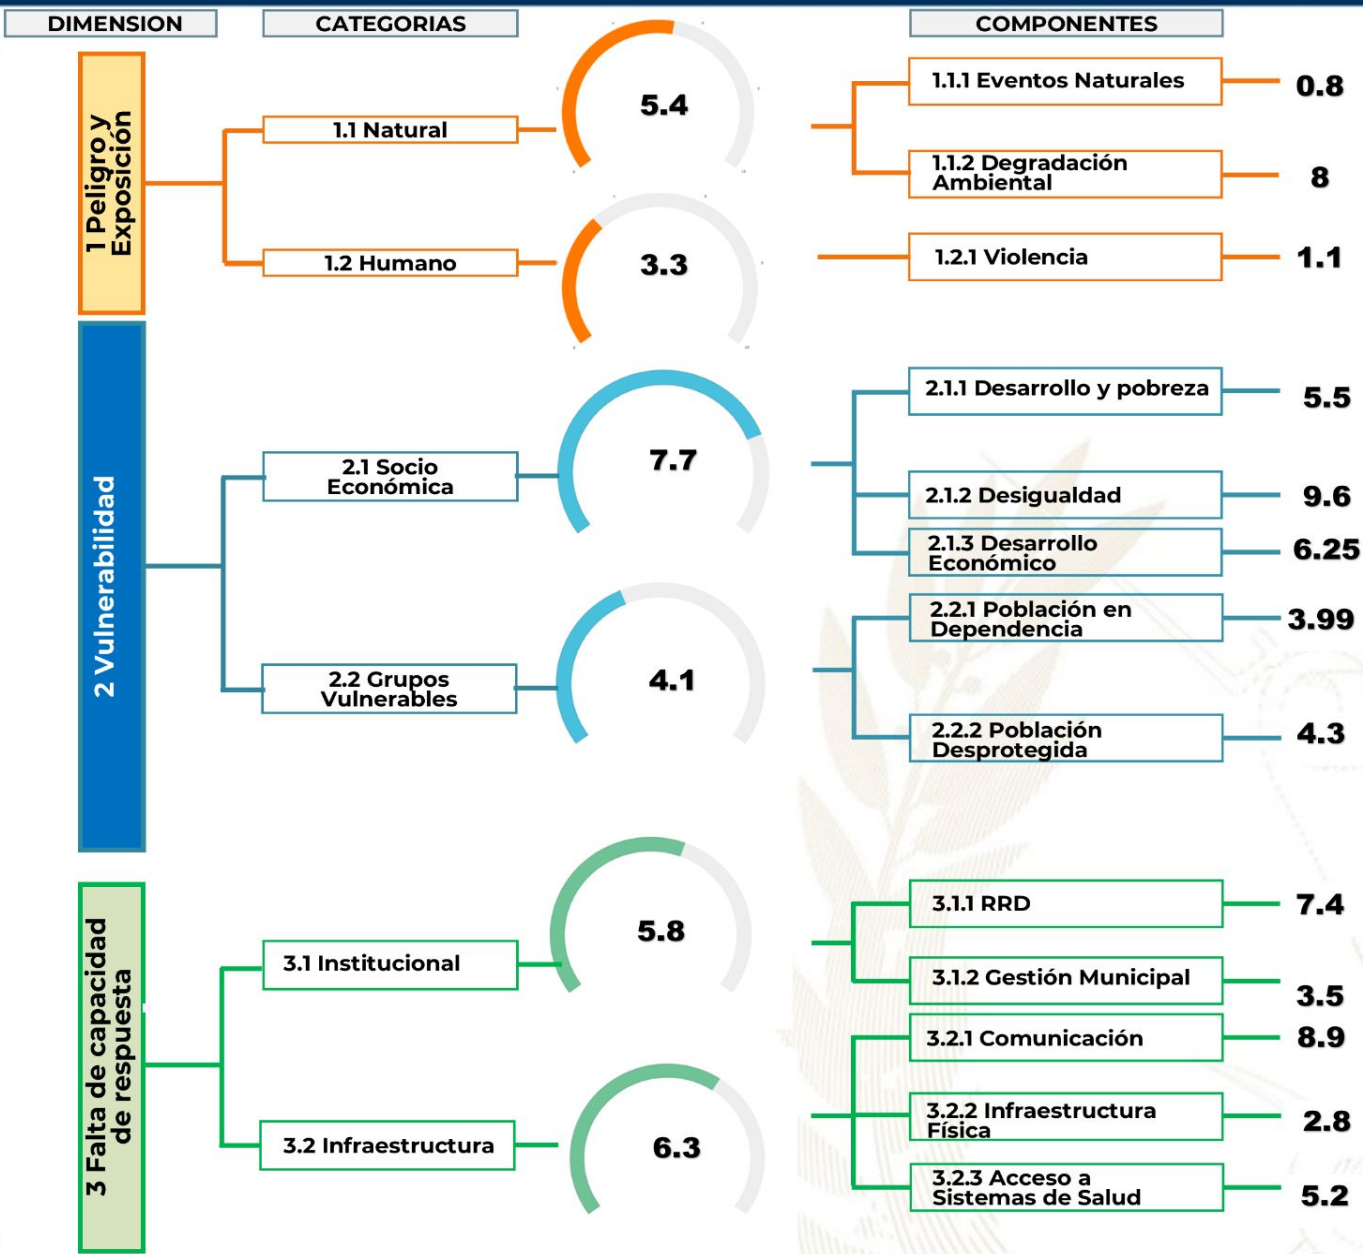 DIMENSION
CATEGORIAS
COMPONENTES
1 Peligro y
Exposición
1.1 Natural
5.4
1.1.1 Eventos Naturales
0.8
1.1.2 Degradación
Ambiental
8
1.2 Humano
3.3
1.2.1 Violencia
1.1
2 Vulnerabilidad
2.1 Socio
Económica
7.7
2.1.1 Desarrollo y pobreza
5.5
2.1.2 Desigualdad
9.6
2.1.3 Desarrollo
Económico
6.25
2.2 Grupos
Vulnerables
4.1
2.2.1 Población en
Dependencia
3.99
2.2.2 Población
Desprotegida
4.3
3 Falta de capacidad
de respuesta
3.1 Institucional
5.8
3.1.1 RRD
7.4
3.1.2 Gestión Municipal
3.5
3.2 Infraestructura
6.3
3.2.1 Comunicación
8.9
3.2.2 Infraestructura
Física
2.8
3.2.3 Acceso a
Sistemas de Salud
5.2